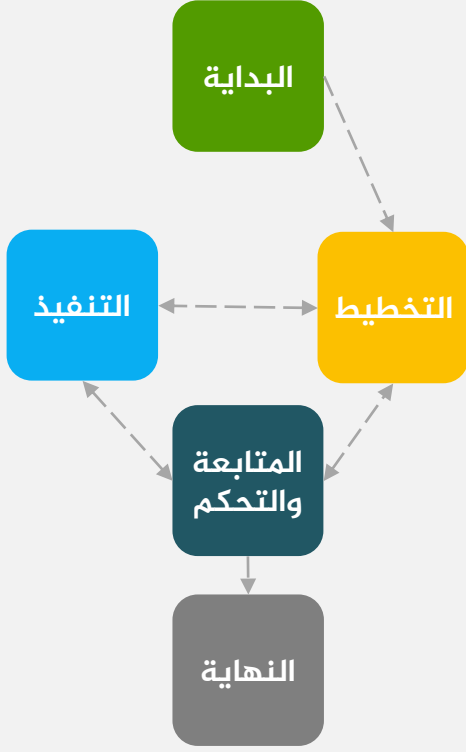 البداية
التخطيط
التنفيذ
المتابعة
والتحكم
النهاية